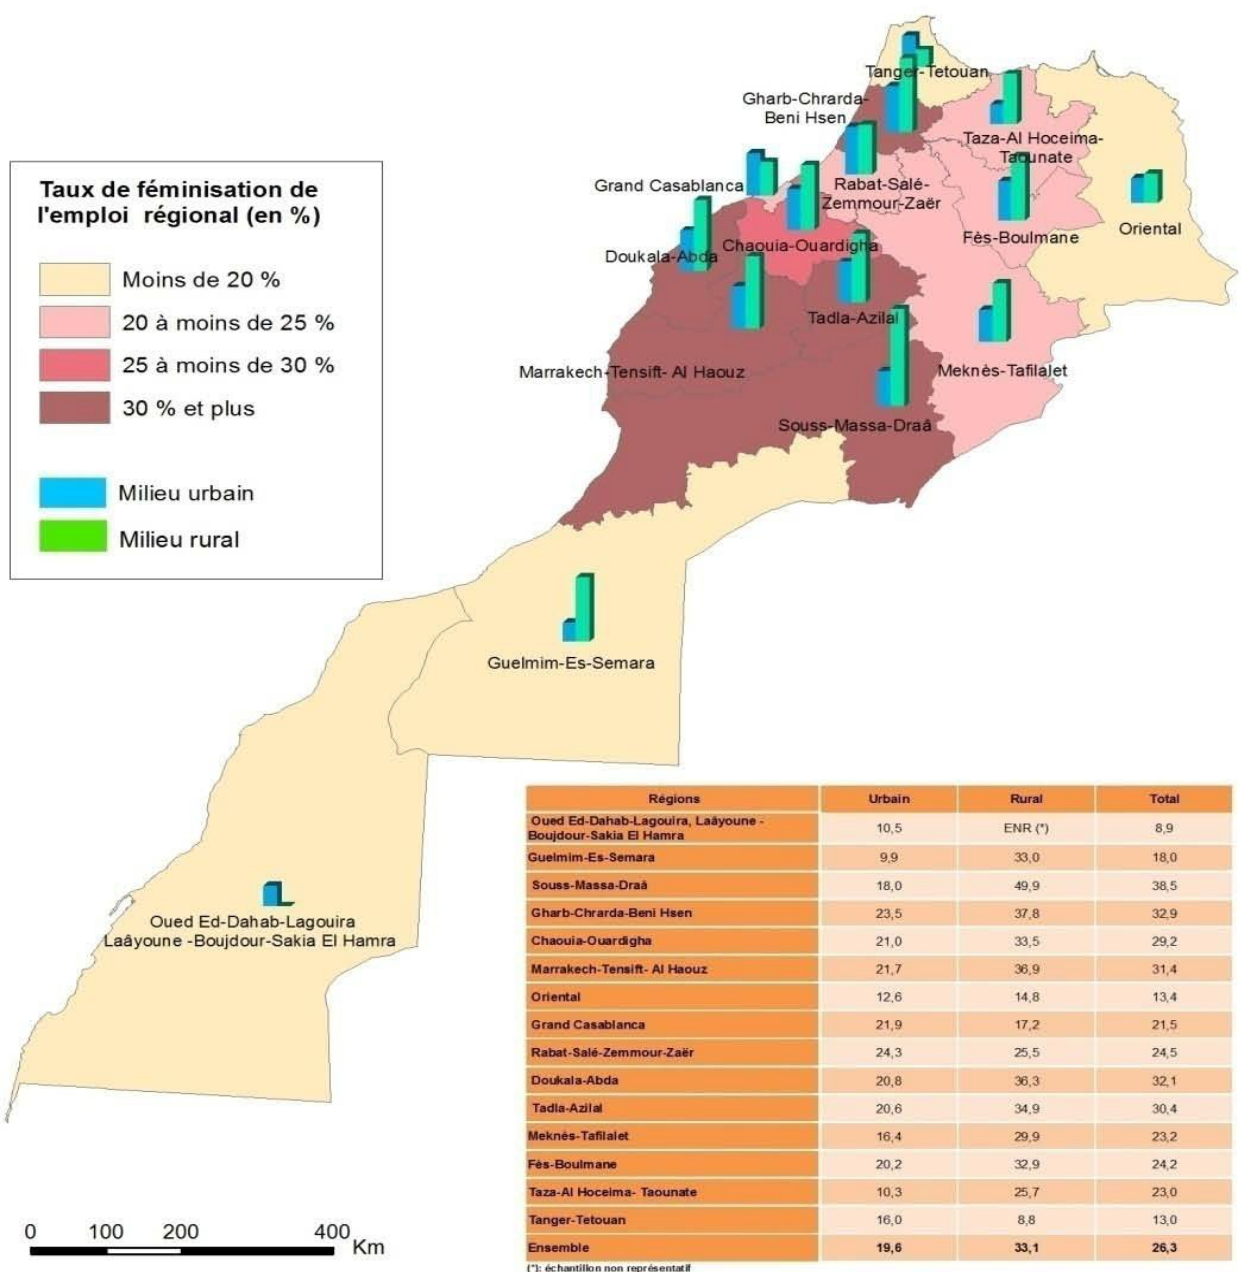 Tanger-Tetouan
Gharb-Chrarda-
Beni Hsen
Taza-Al Hoceima-
Taounate
Grand Casablanca
Rabat-Salé-
Zemmour-Zaër
Fès-Boulmane
Oriental
Chaouia-Ouardigha
Doukala-Abda
Tadla-Azilal
Marrakech-Tensift- Al Haouz
Meknès-Tafilalet
Souss-Massa-Draâ
Guelmim-Es-Semara
Oued Ed-Dahab-Lagouira
Laâyoune -Boujdour-Sakia El Hamra
Taux de féminisation de
l'emploi régional (en %)
Moins de 20 %
20 à moins de 25 %
25 à moins de 30 %
30 % et plus
Milieu urbain
Milieu rural
Régions Urbain Rural Total
Oued Ed-Dahab-Lagouira, Laâyoune -
Boujdour-Sakia El Hamra 10,5 ENR (*) 8,9
Guelmim-Es-Semara 9,9 33,0 18,0
Souss-Massa-Draâ 18,0 49,9 38,5
Gharb-Chrarda-Beni Hsen 23,5 37,8 32,9
Chaouia-Ouardigha 21,0 33,5 29,2
Marrakech-Tensift- Al Haouz 21,7 36,9 31,4
Oriental 12,6 14,8 13,4
Grand Casablanca 21,9 17,2 21,5
Rabat-Salé-Zemmour-Zaër 24,3 25,5 24,5
Doukala-Abda 20,8 36,3 32,1
Tadla-Azilal 20,6 34,9 30,4
Meknès-Tafilalet 16,4 29,9 23,2
Fès-Boulmane 20,2 32,9 24,2
Taza-Al Hoceima- Taounate 10,3 25,7 23,0
Tanger-Tetouan 16,0 8,8 13,0
Ensemble 19,6 33,1 26,3
(*): échantillon non représentatif
0 100 200 400 Km